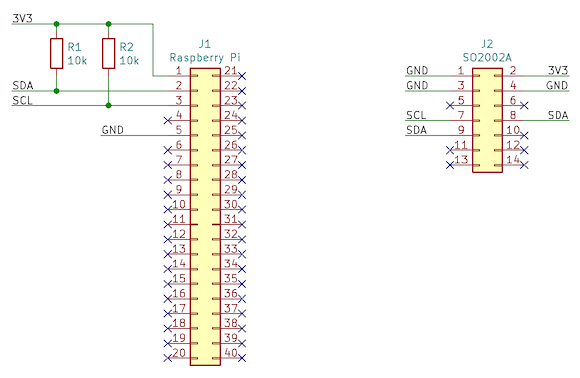 3V3
R1
10k
R2
10k
SDA
SCL
GND
J1
Raspberry Pi
1 21
2 22
3 23
4 24
5 25
6 26
7 27
8 28
9 29
10 30
11 31
12 32
13 33
14 34
15 35
16 36
17 37
18 38
19 39
20 40
J2
SO2002A
GND 1 2 3V3
GND 3 4 GND
5 6
SCL 7 8 SDA
SDA 9 10
11 12
13 14